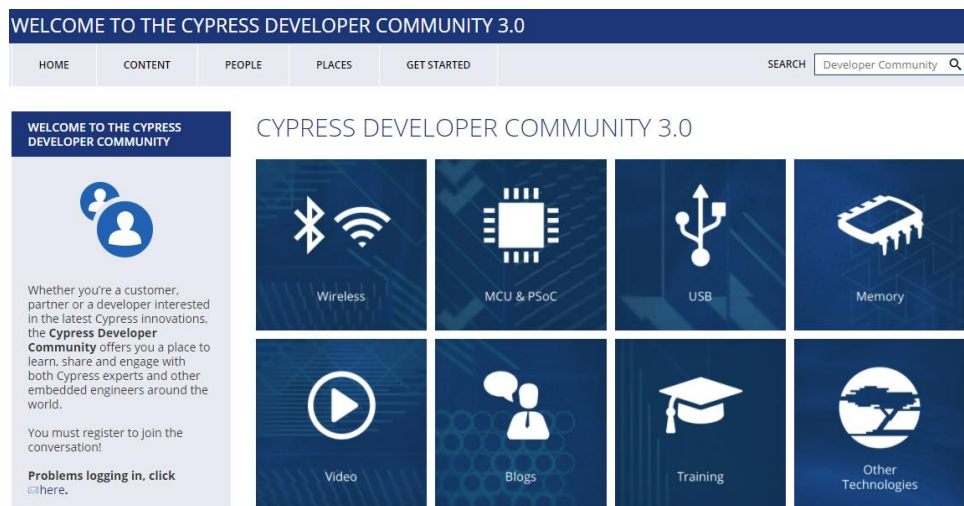 WELCOME TO THE CYPRESS DEVELOPER COMMUNITY 3.0
HOME CONTENT PEOPLE PLACES GET STARTED SEARCH Developer Community
WELCOME TO THE CYPRESS
DEVELOPER COMMUNITY
Whether you're a customer,
partner or a developer interested
in the latest Cypress innovations,
the Cypress Developer
Community offers you a place to
learn, share and engage with
both Cypress experts and other
embedded engineers around the
world.
You must register to join the
conversation!
Problems logging in, click
here.
CYPRESS DEVELOPER COMMUNITY 3.0
Wireless MCU & PSoC USB Memory
Video Blogs Training Other
Technologies